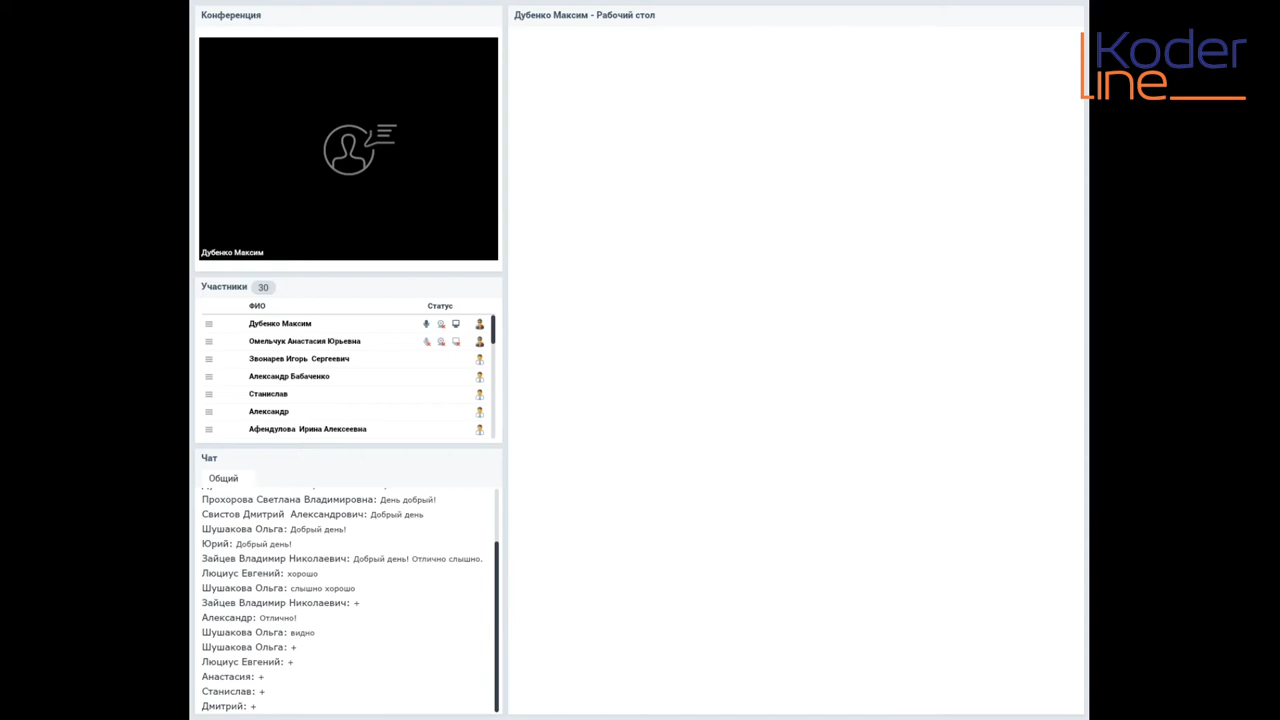 Конференция
Дубенко Максим - Рабочий стол
Koder
Line
Дубенко Максим
Участники 30
ФИО Статус
Дубенко Максим
Омельчук Анастасия Юрьевна
Звонарев Игорь Сергеевич
Александр Бабаченко
Станислав
Александр
Афендулова Ирина Алексеевна
Чат
Общий
Прохорова Светлана Владимировна: День добрый!
Свистов Дмитрий Александрович: Добрый день
Шушакова Ольга: Добрый день!
Юрий: Добрый день!
Зайцев Владимир Николаевич: Добрый день! Отлично слышно.
Люциус Евгений: хорошо
Шушакова Ольга: слышно хорошо
Зайцев Владимир Николаевич: +
Александр: Отлично!
Шушакова Ольга: видно
Шушакова Ольга: +
Люциус Евгений: +
Анастасия: +
Станислав: +
Дмитрий: +